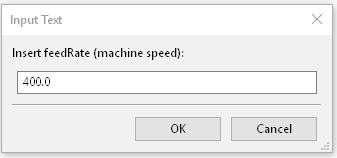 Input Text
Insert feedRate (machine speed):
400.0
OK
Cancel